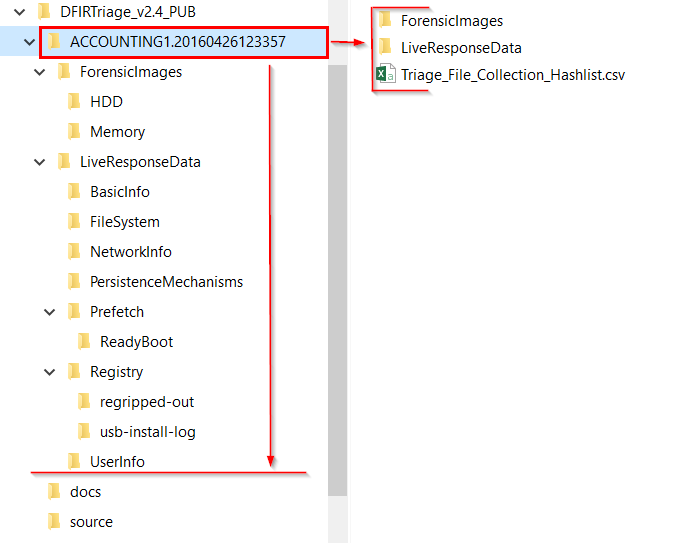 DFIRTriage_v2.4_PUB
ACCOUNTING1.20160426123357
ForensicImages
HDD
Memory
LiveResponseData
BasicInfo
FileSystem
NetworkInfo
PersistenceMechanisms
Prefetch
ReadyBoot
Registry
regripped-out
usb-install-log
UserInfo
docs
source
ForensicImages
LiveResponseData
Triage_File_Collection_Hashlist.csv